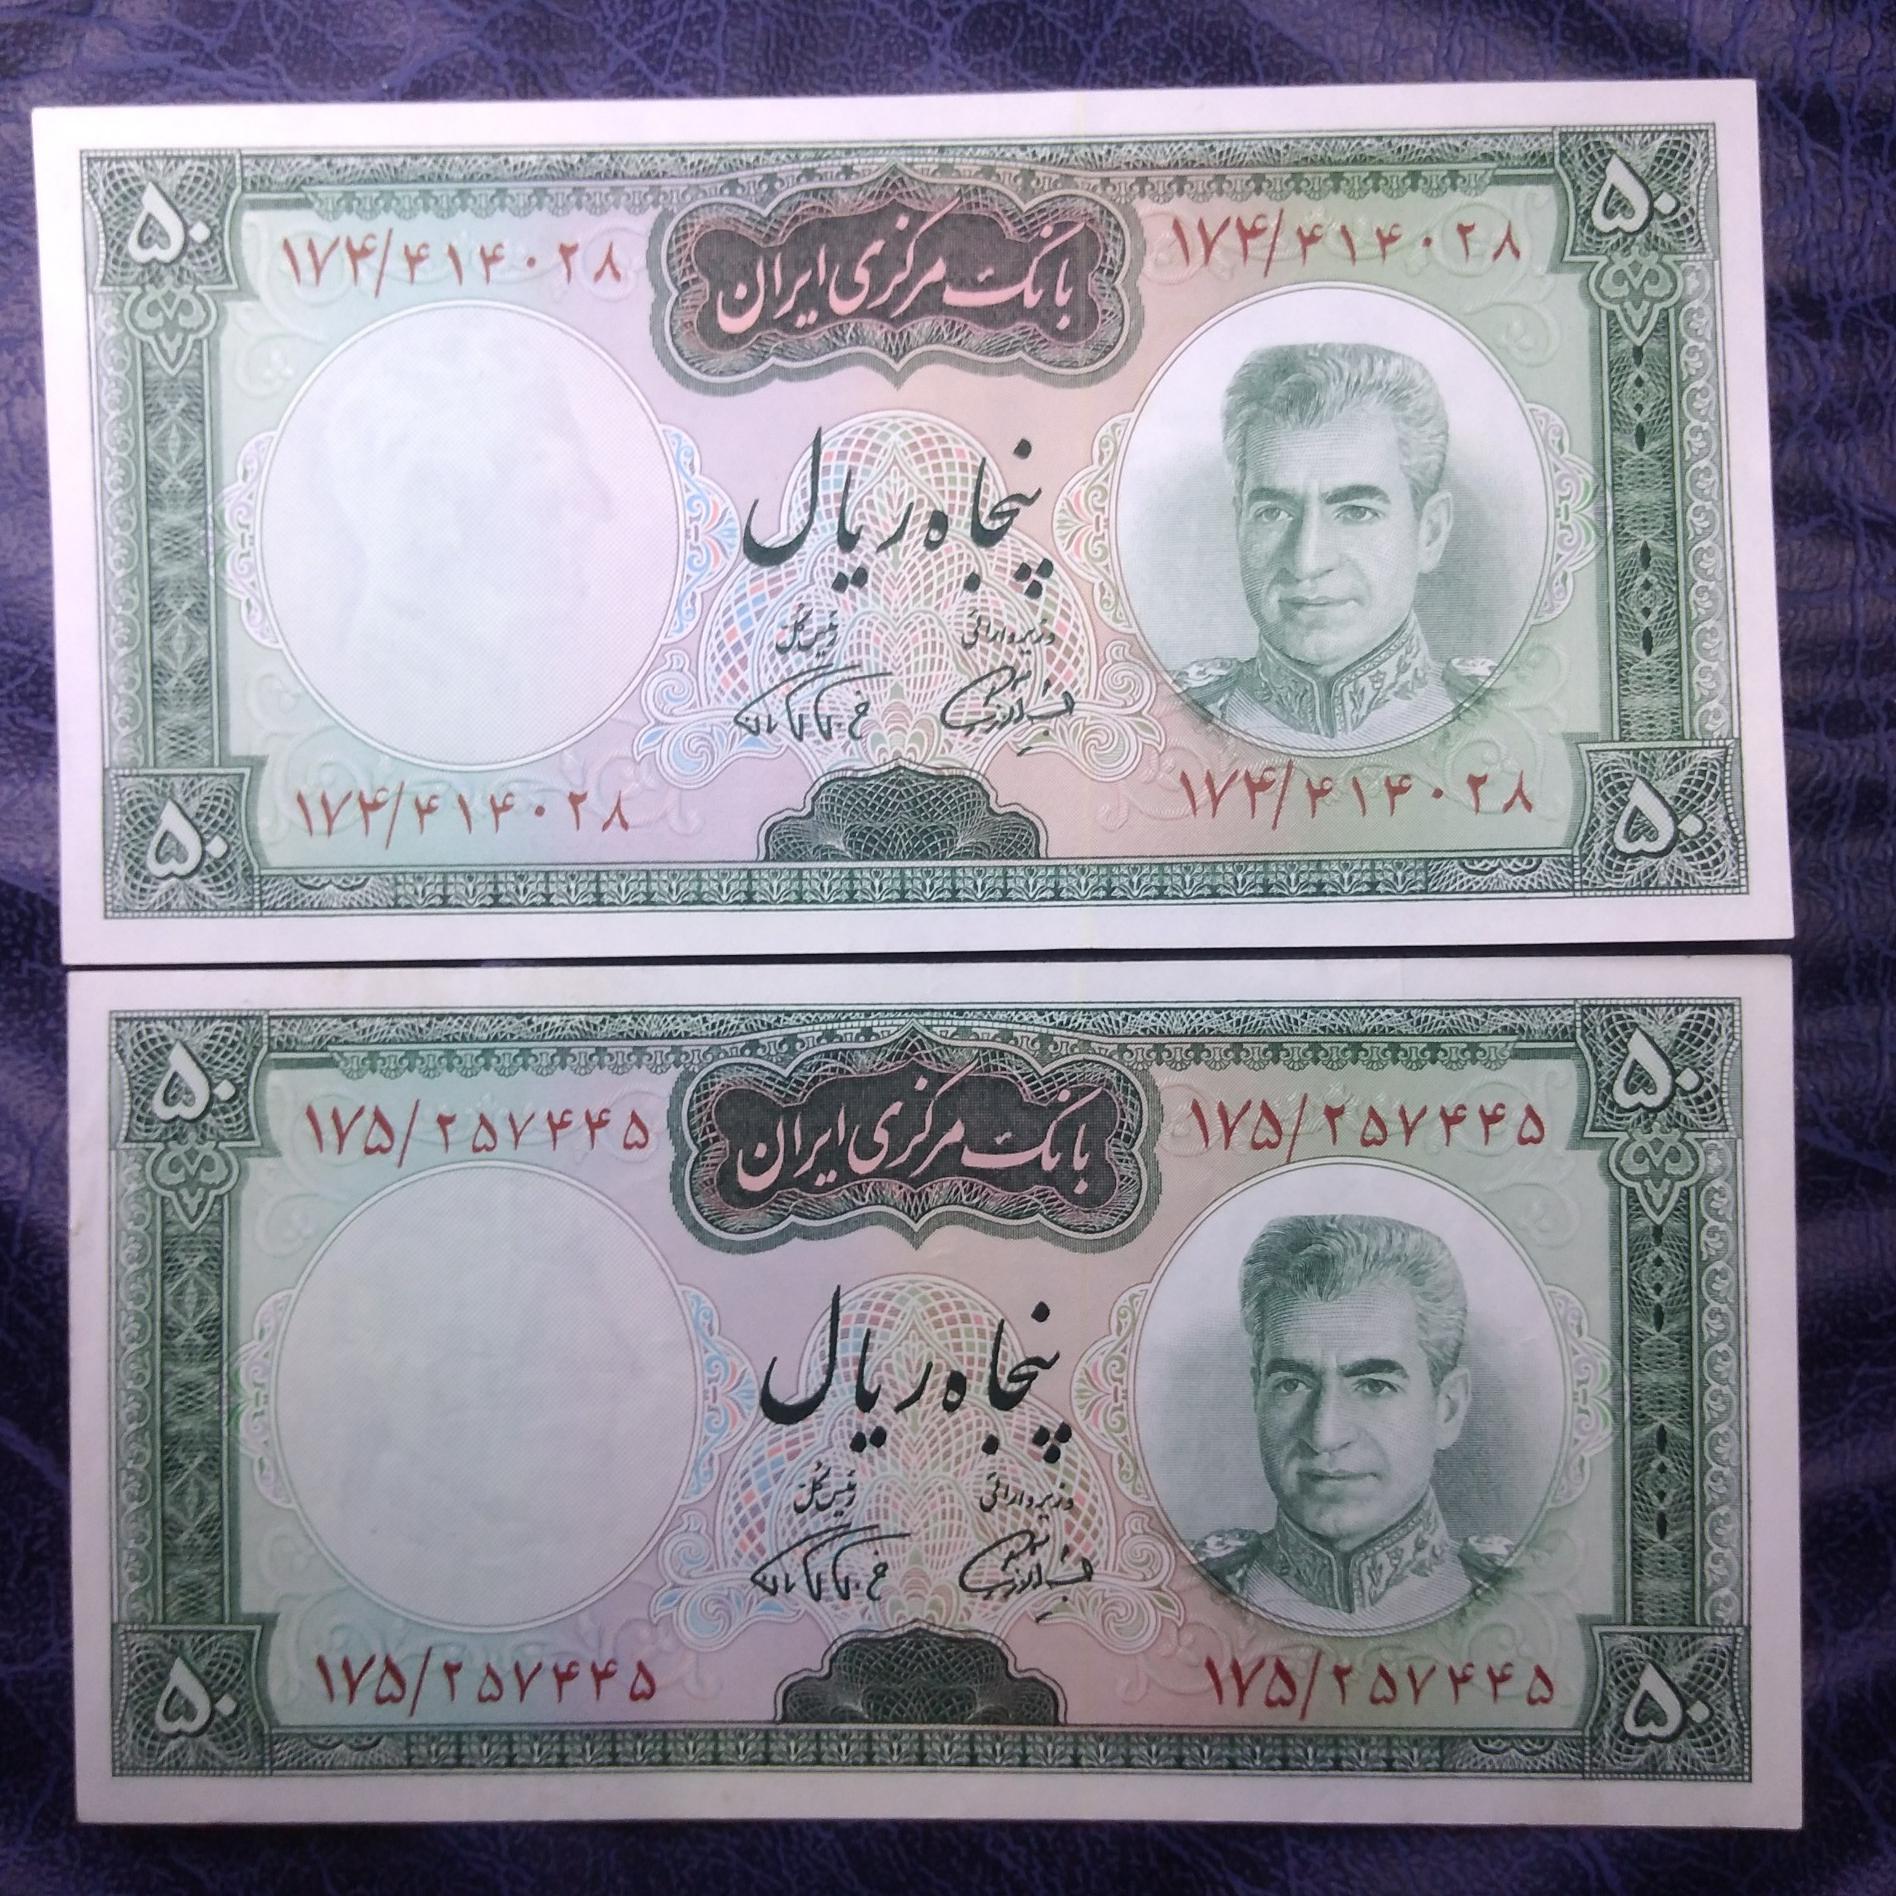 ۵۰ ۵۰
۱۷۴/۴۱۴۰۲۸ بانک مرکزی ایران ۱۷۴/۴۱۴۰۲۸
پنجاه ریال
وزیر دارائی رئیس کل
۱۷۴/۴۱۴۰۲۸ ۱۷۴/۴۱۴۰۲۸
۵۰ ۵۰
۵۰ ۵۰
۱۷۵/۲۵۷۴۴۵ بانک مرکزی ایران ۱۷۵/۲۵۷۴۴۵
پنجاه ریال
وزیر دارائی رئیس کل
۱۷۵/۲۵۷۴۴۵ ۱۷۵/۲۵۷۴۴۵
۵۰ ۵۰